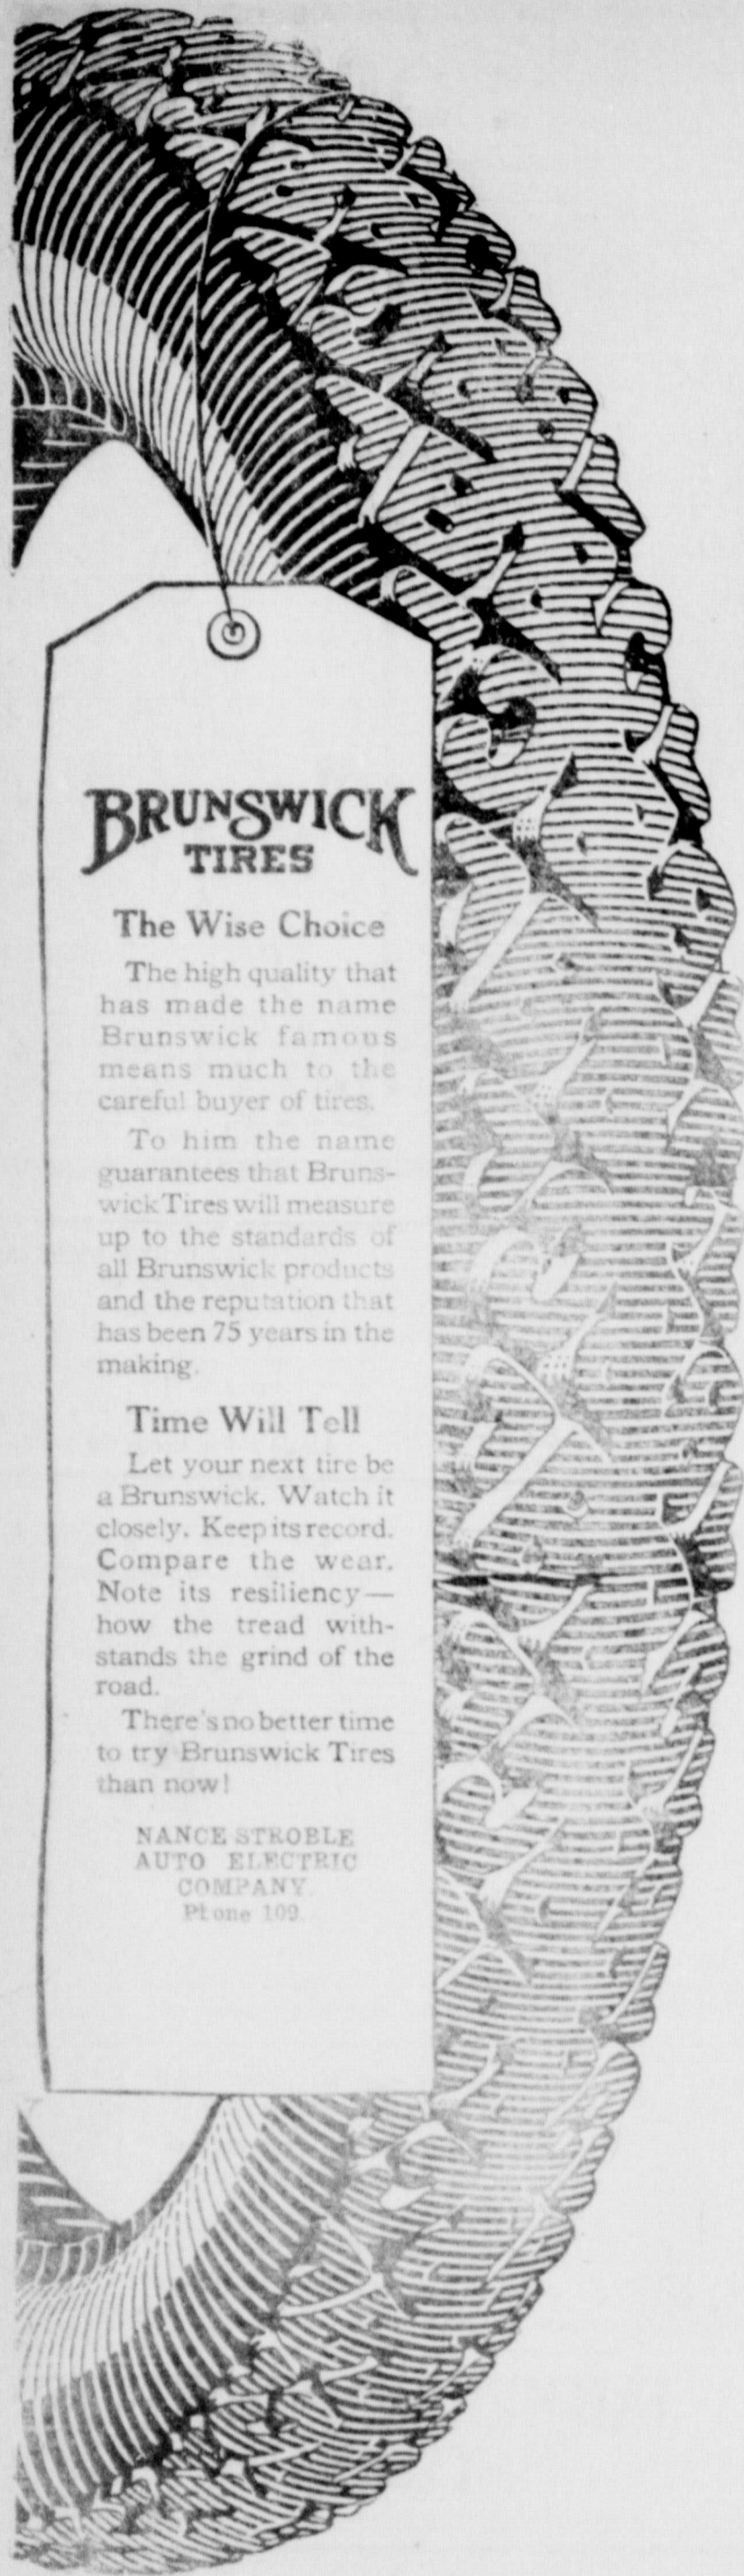 BRUNSWICK
TIRES
The Wise Choice
The high quality that
has made the name
Brunswick famous
means much to the
careful buyer of tires.
To him the name
guarantees that Bruns-
wick Tires will measure
up to the standards of
all Brunswick products
and the reputation that
has been 75 years in the
making.
Time Will Tell
Let your next tire be
a Brunswick. Watch it
closely. Keep its record.
Compare the wear.
Note its resiliency—
how the tread with-
stands the grind of the
road.
There's no better time
to try Brunswick Tires
than now!
NANCE STROBLE
AUTO ELECTRIC
COMPANY.
Phone 109.